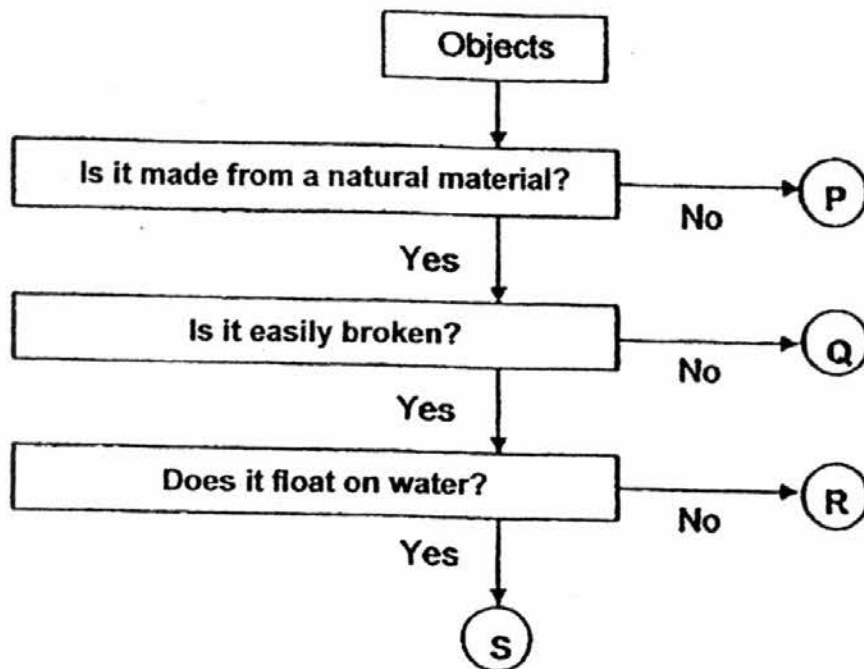 Objects
Is it made from a natural material?
No
P
Yes
Is it easily broken?
No
Q
Yes
Does it float on water?
No
R
Yes
S